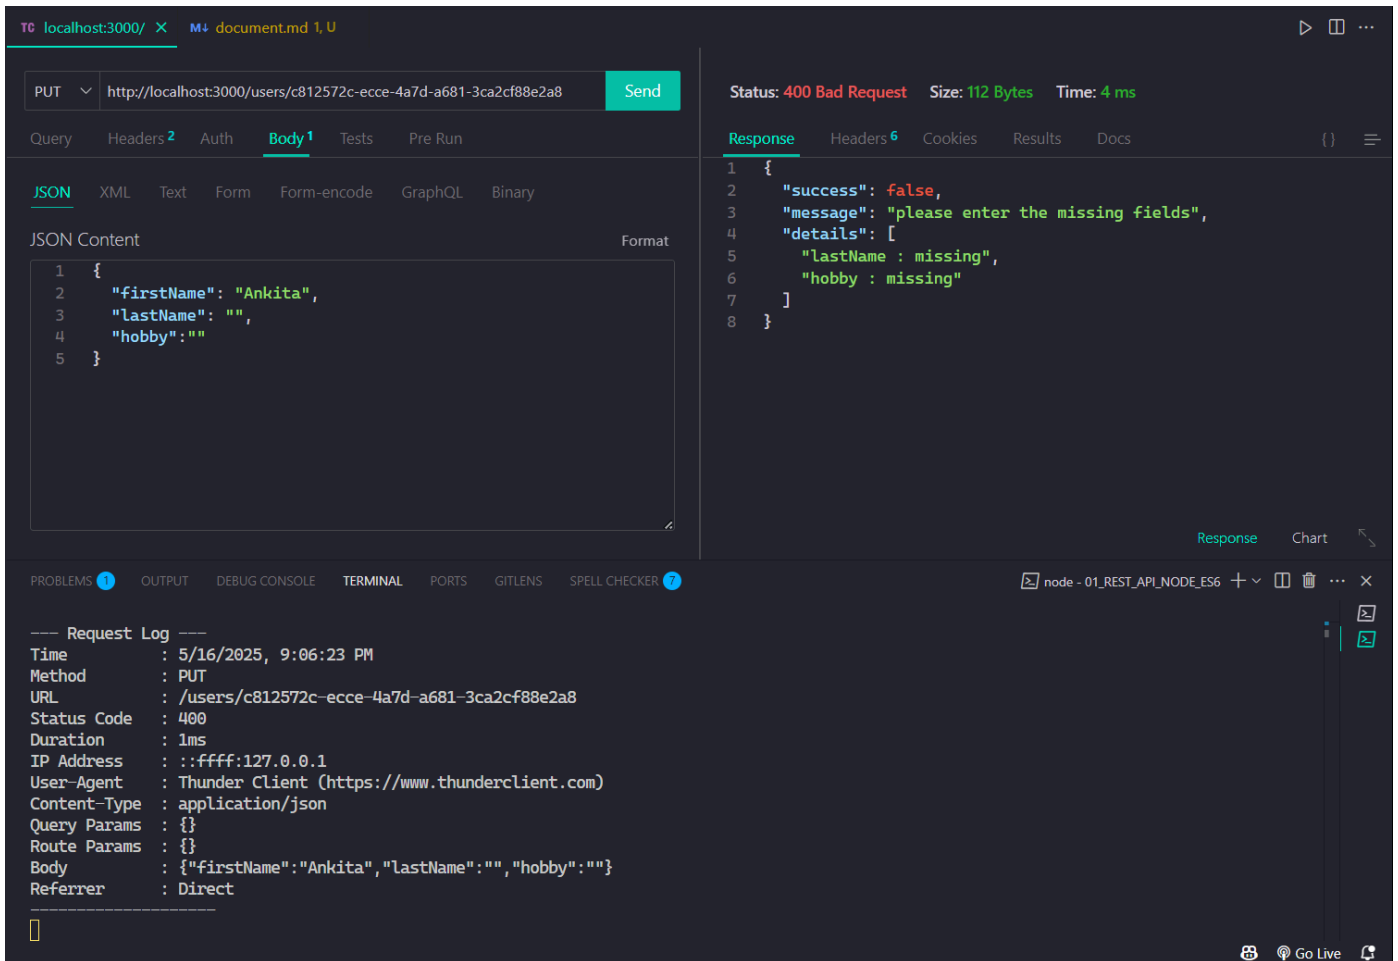 TC localhost:3000/ ×
M↓ document.md 1, U
PUT http://localhost:3000/users/c812572c-ecce-4a7d-a681-3ca2cf88e2a8 Send
Query Headers 2 Auth Body 1 Tests Pre Run
JSON XML Text Form Form-encode GraphQL Binary
JSON Content Format
1 {
2 "firstName": "Ankita",
3 "lastName": "",
4 "hobby":""
5 }
Status: 400 Bad Request Size: 112 Bytes Time: 4 ms
Response Headers 6 Cookies Results Docs {}
1 {
2 "success": false,
3 "message": "please enter the missing fields",
4 "details": [
5 "lastName : missing",
6 "hobby : missing"
7 ]
8 }
Response Chart
PROBLEMS 1 OUTPUT DEBUG CONSOLE TERMINAL PORTS GITLENS SPELL CHECKER 7 node - 01_REST_API_NODE_ES6
--- Request Log ---
Time : 5/16/2025, 9:06:23 PM
Method : PUT
URL : /users/c812572c-ecce-4a7d-a681-3ca2cf88e2a8
Status Code : 400
Duration : 1ms
IP Address : ::ffff:127.0.0.1
User-Agent : Thunder Client (https://www.thunderclient.com)
Content-Type : application/json
Query Params : {}
Route Params : {}
Body : {"firstName":"Ankita","lastName":"","hobby":""}
Referrer : Direct
--------------------
Go Live